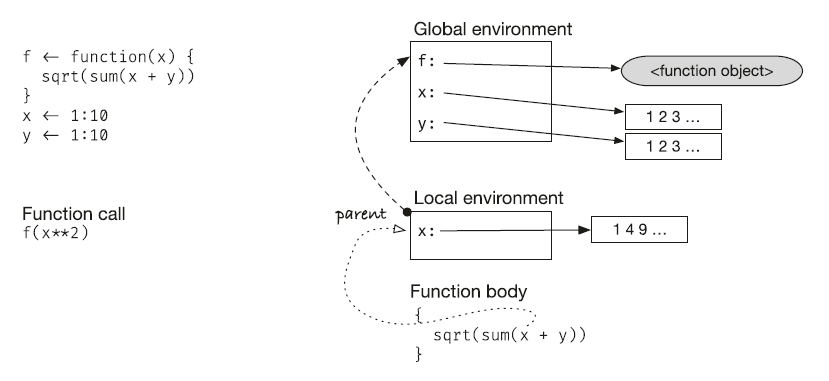 f ← function(x) {
  sqrt(sum(x + y))
}
x ← 1:10
y ← 1:10
Function call
f(x**2)
Global environment
f:
<function object>
x:
1 2 3 ...
y:
1 2 3 ...
Local environment
parent
x:
1 4 9 ...
Function body
{
  sqrt(sum(x + y))
}